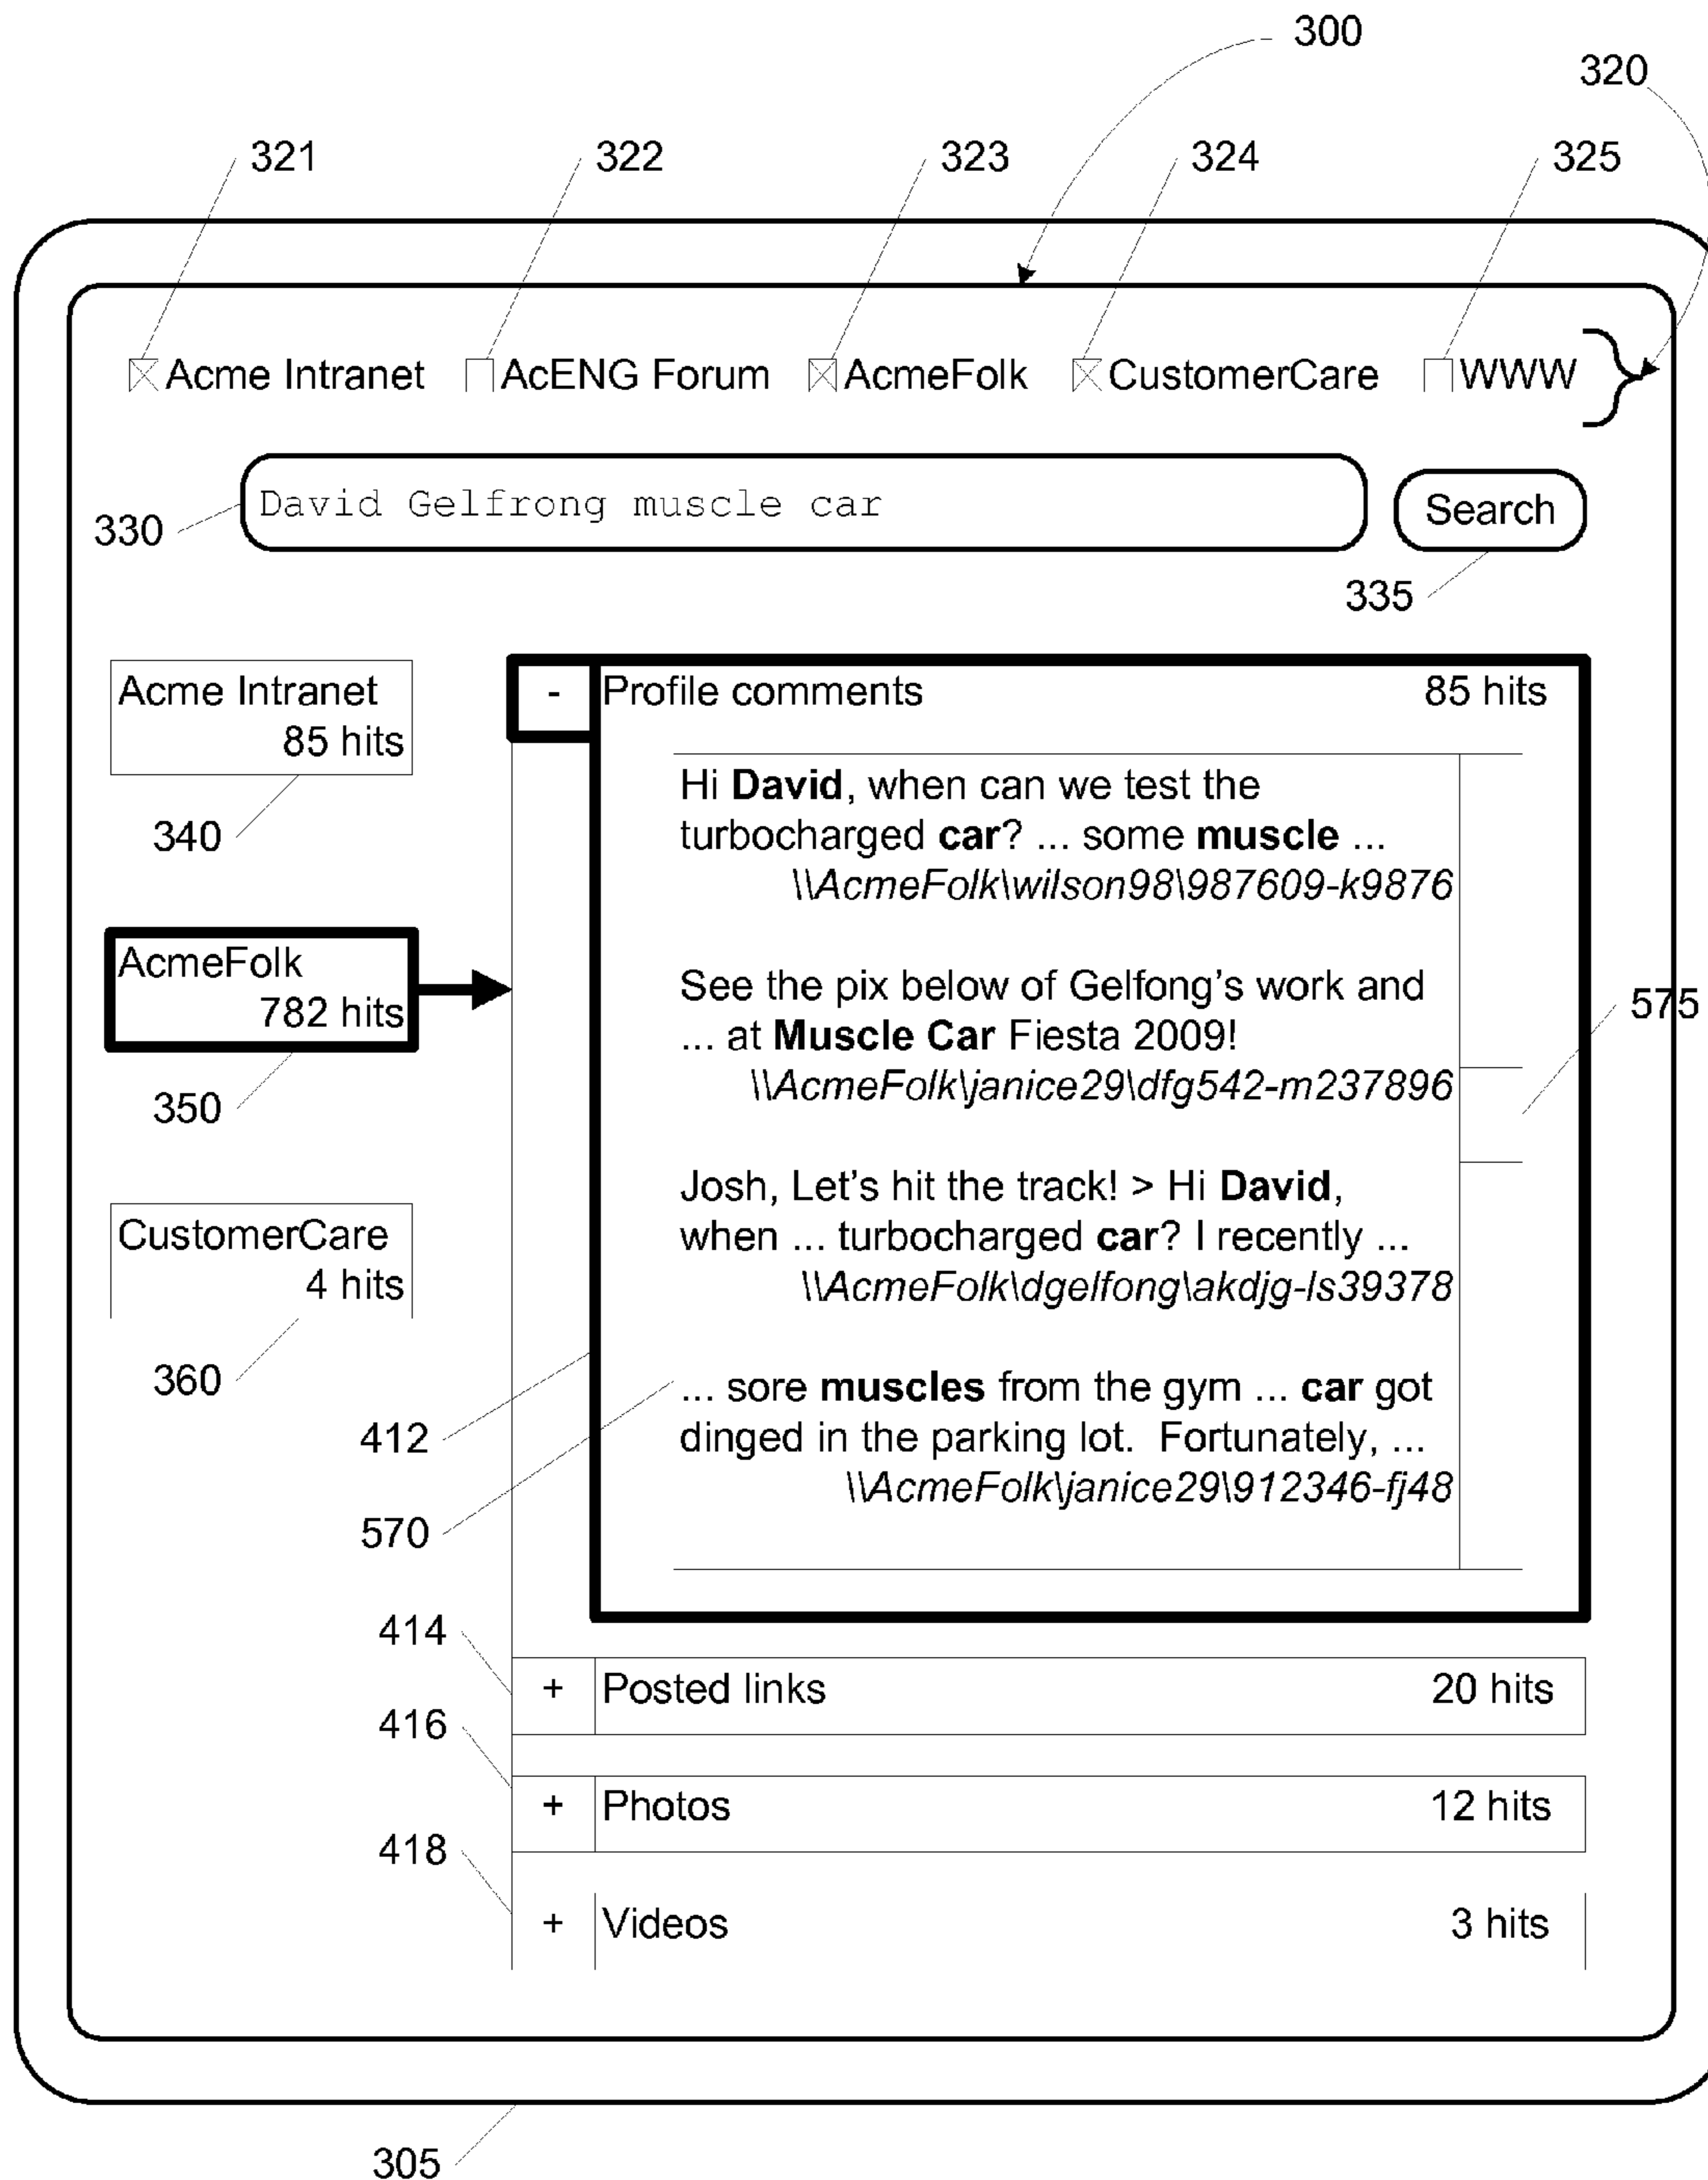 300
320
321 322 323 324 325
Acme Intranet AcENG Forum AcmeFolk CustomerCare WWW
David Gelfrong muscle car
Search
330
335
Acme Intranet
85 hits
340
AcmeFolk
782 hits
350
CustomerCare
4 hits
360
- Profile comments 85 hits
Hi David, when can we test the
turbocharged car? ... some muscle ...
\\AcmeFolk\wilson98\987609-k9876
See the pix below of Gelfong's work and
... at Muscle Car Fiesta 2009!
\\AcmeFolk\janice29\dfg542-m237896
575
Josh, Let's hit the track! > Hi David,
when ... turbocharged car? I recently ...
\\AcmeFolk\dgelfong\akdjg-ls39378
... sore muscles from the gym ... car got
dinged in the parking lot. Fortunately, ...
\\AcmeFolk\janice29\912346-fj48
412
570
414
+ Posted links 20 hits
416
+ Photos 12 hits
418
+ Videos 3 hits
305